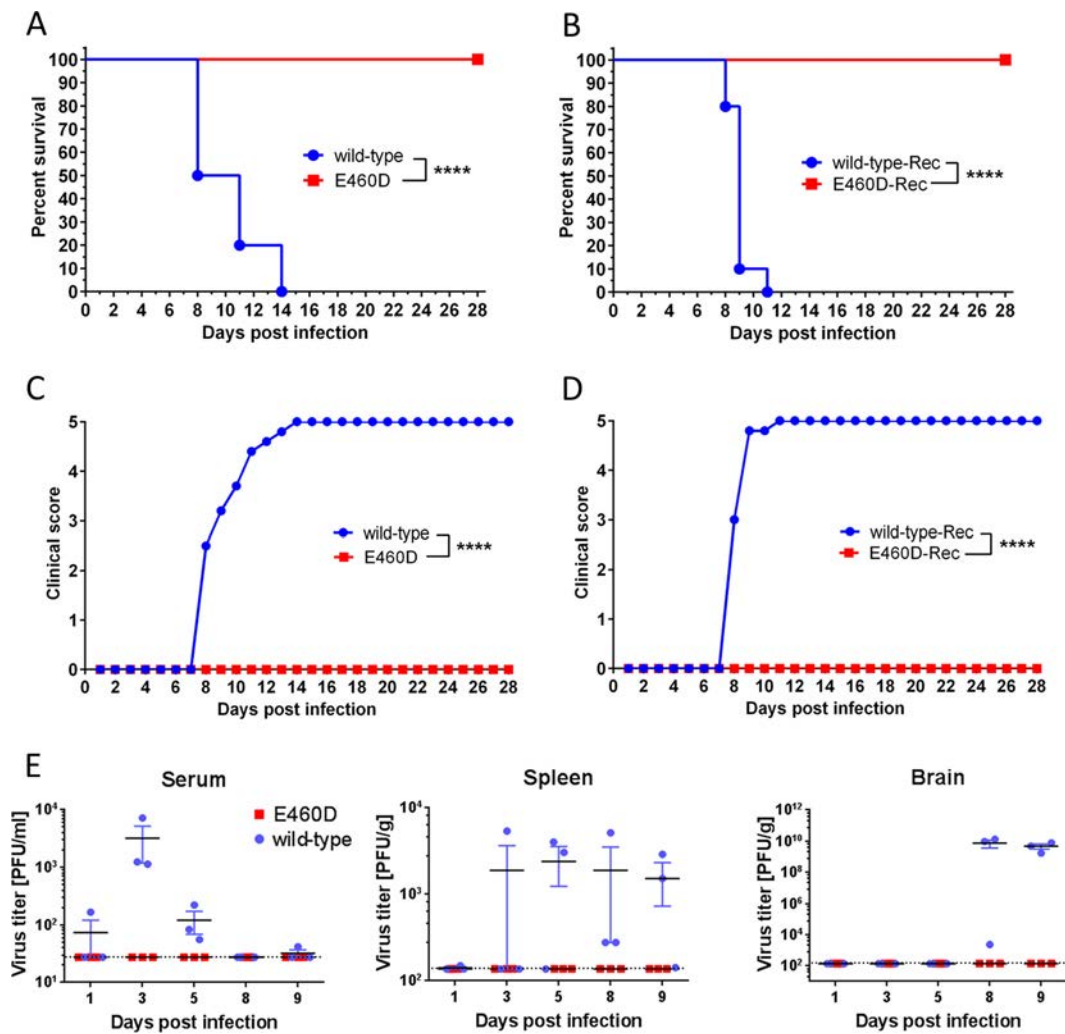 A
B
100
90
80
70
60
50
40
30
20
10
0
Percent survival
wild-type
E460D
****
0 2 4 6 8 10 12 14 16 18 20 22 24 26 28
Days post infection
100
90
80
70
60
50
40
30
20
10
0
Percent survival
wild-type-Rec
E460D-Rec
****
0 2 4 6 8 10 12 14 16 18 20 22 24 26 28
Days post infection
C
D
5
4
3
2
1
0
Clinical score
wild-type
E460D
****
0 2 4 6 8 10 12 14 16 18 20 22 24 26 28
Days post infection
5
4
3
2
1
0
Clinical score
wild-type-Rec
E460D-Rec
****
0 2 4 6 8 10 12 14 16 18 20 22 24 26 28
Days post infection
E
Serum
E460D
wild-type
Virus titer [PFU/ml]
10⁴
10³
10²
10¹
1 3 5 8 9
Days post infection
Spleen
Virus titer [PFU/g]
10⁴
10³
10²
1 3 5 8 9
Days post infection
Brain
Virus titer [PFU/g]
10¹²
10¹⁰
10⁸
10⁶
10⁴
10²
1 3 5 8 9
Days post infection